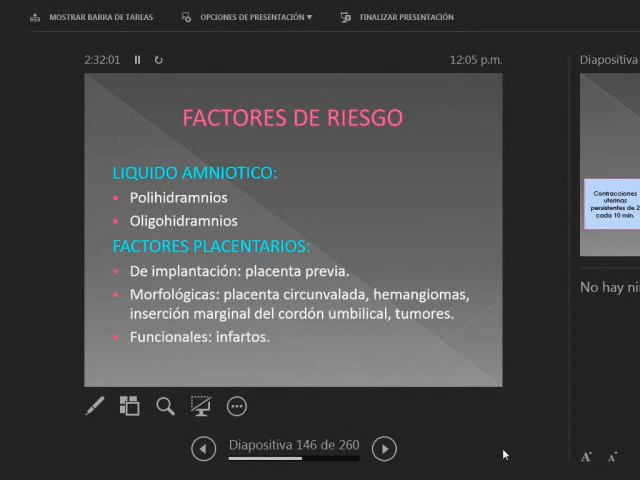 MOSTRAR BARRA DE TAREAS
OPCIONES DE PRESENTACIÓN ▼
FINALIZAR PRESENTACIÓN
2:32:01
12:05 p.m.
Diapositiva
FACTORES DE RIESGO
LIQUIDO AMNIOTICO:
• Polihidramnios
• Oligohidramnios
FACTORES PLACENTARIOS:
• De implantación: placenta previa.
• Morfológicas: placenta circunvalada, hemangiomas,
inserción marginal del cordón umbilical, tumores.
• Funcionales: infartos.
Contracciones
uterinas
persistentes de 2
cada 10 min.
No hay nin
Diapositiva 146 de 260
A A